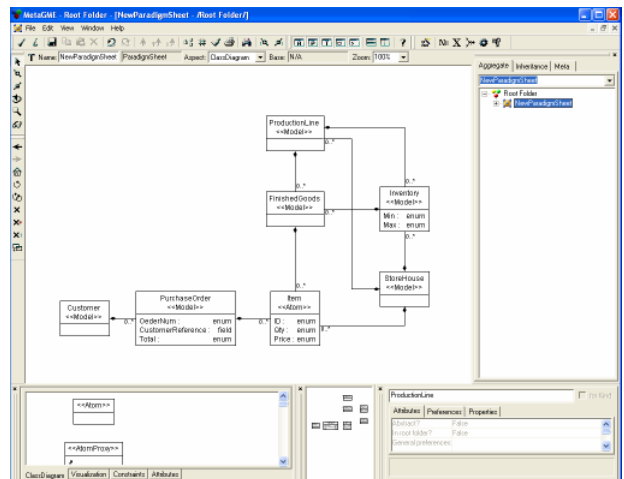 MetaGME - Root Folder - [NewParadigmSheet - /Root Folder/]
File Edit View Window Help
Name: NewParadigmSheet ParadigmSheet Aspect: ClassDiagram Base: N/A Zoom: 100%
Aggregate Inheritance Meta
NewParadigmSheet
Root Folder
NewParadigmSheet
ProductionLine
<<Model>>
0..*
0..*
0..*
FinishedGoods
<<Model>>
0..*
Inventory
<<Model>>
Min : enum
Max : enum
0..*
0..*
StoreHouse
<<Model>>
Customer
<<Model>>
0..*
PurchaseOrder
<<Model>>
OederNum : enum
CustomerReference : field
Total : enum
0..*
Item
<<Atom>>
ID : enum
Qty : enum
Price : enum
0..*
<<Atom>>
<<AtomProxy>>
ClassDiagram Visualization Constraints Attributes
ProductionLine
Attributes Preferences Properties
Abstract? False
In root folder? False
General preferences